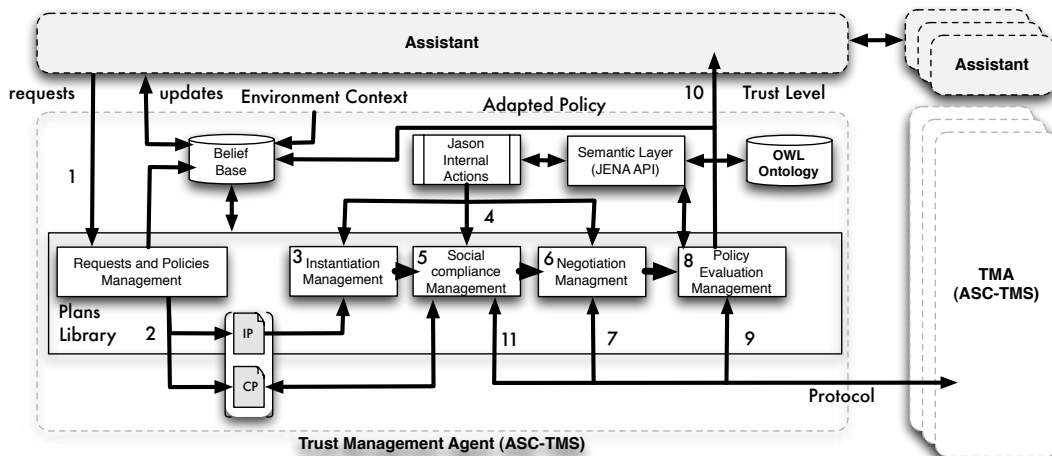 Assistant
Assistant
requests
updates
Environment Context
Adapted Policy
10
Trust Level
Belief
Base
Jason
Internal
Actions
Semantic Layer
(JENA API)
OWL
Ontology
1
4
Requests and Policies
Management
3
Instantiation
Management
5
Social
compliance
Management
6
Negotiation
Managment
8
Policy
Evaluation
Management
TMA
(ASC-TMS)
Plans
Library
2
IP
11
7
9
CP
Protocol
Trust Management Agent (ASC-TMS)